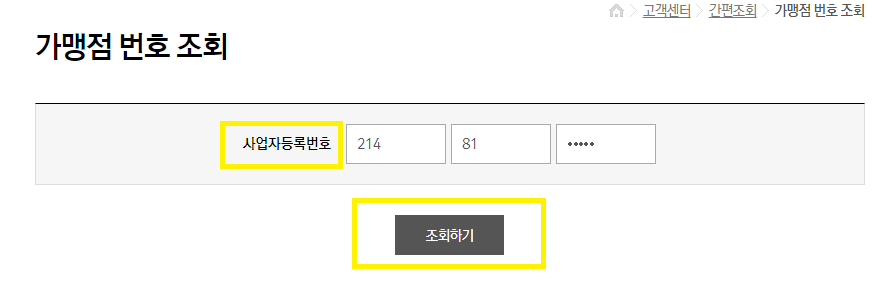 고객센터 > 간편조회 > 가맹점 번호 조회
가맹점 번호 조회
사업자등록번호 214 81 •••••
조회하기